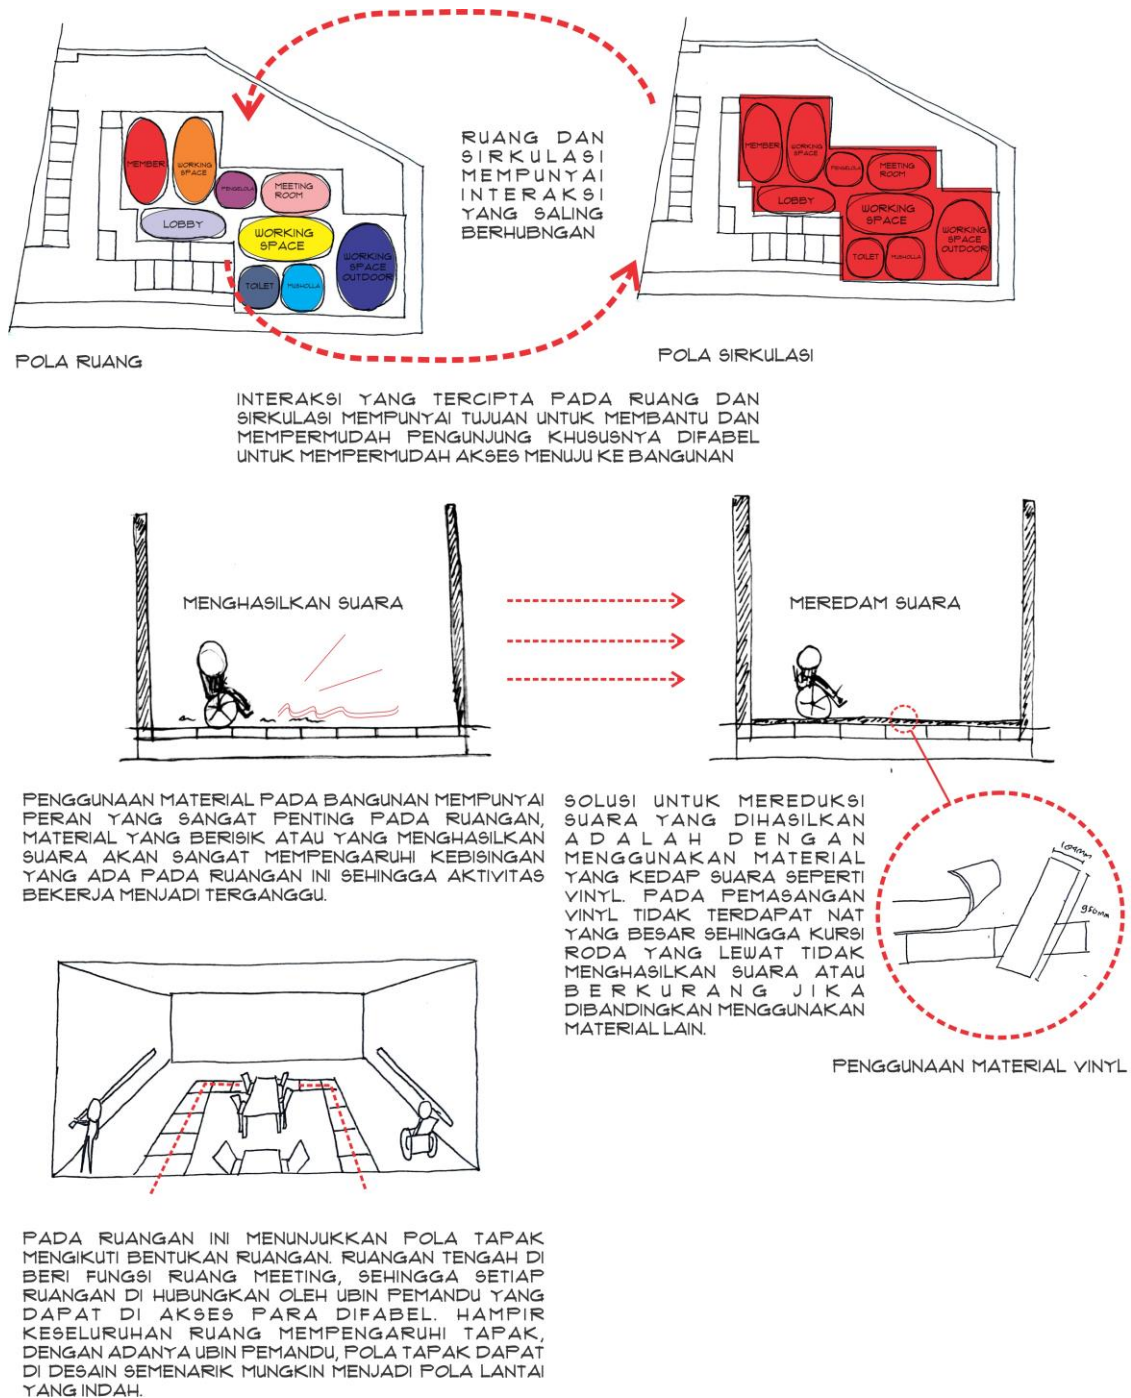 MEMBER
WORKING
SPACE
PENGELOLA
MEETING
ROOM
LOBBY
WORKING
SPACE
WORKING
SPACE
OUTDOOR
TOILET
MUSHOLLA
POLA RUANG
RUANG DAN
SIRKULASI
MEMPUNYAI
INTERAKSI
YANG SALING
BERHUBNGAN
MEMBER
WORKING
SPACE
PENGELOLA
MEETING
ROOM
LOBBY
WORKING
SPACE
WORKING
SPACE
OUTDOOR
TOILET
MUSHOLLA
POLA SIRKULASI
INTERAKSI YANG TERCIPTA PADA RUANG DAN
SIRKULASI MEMPUNYAI TUJUAN UNTUK MEMBANTU DAN
MEMPERMUDAH PENGUNJUNG KHUSUSNYA DIFABEL
UNTUK MEMPERMUDAH AKSES MENUJU KE BANGUNAN
MENGHASILKAN SUARA
MEREDAM SUARA
PENGGUNAAN MATERIAL PADA BANGUNAN MEMPUNYAI
PERAN YANG SANGAT PENTING PADA RUANGAN,
MATERIAL YANG BERISIK ATAU YANG MENGHASILKAN
SUARA AKAN SANGAT MEMPENGARUHI KEBISINGAN
YANG ADA PADA RUANGAN INI SEHINGGA AKTIVITAS
BEKERJA MENJADI TERGANGGU.
SOLUSI UNTUK MEREDUKSI
SUARA YANG DIHASILKAN
ADALAH DENGAN
MENGGUNAKAN MATERIAL
YANG KEDAP SUARA SEPERTI
VINYL. PADA PEMASANGAN
VINYL TIDAK TERDAPAT NAT
YANG BESAR SEHINGGA KURSI
RODA YANG LEWAT TIDAK
MENGHASILKAN SUARA ATAU
BERKURANG JIKA
DIBANDINGKAN MENGGUNAKAN
MATERIAL LAIN.
PENGGUNAAN MATERIAL VINYL
PADA RUANGAN INI MENUNJUKKAN POLA TAPAK
MENGIKUTI BENTUKAN RUANGAN. RUANGAN TENGAH DI
BERI FUNGSI RUANG MEETING, SEHINGGA SETIAP
RUANGAN DI HUBUNGKAN OLEH UBIN PEMANDU YANG
DAPAT DI AKSES PARA DIFABEL. HAMPIR
KESELURUHAN RUANG MEMPENGARUHI TAPAK,
DENGAN ADANYA UBIN PEMANDU, POLA TAPAK DAPAT
DI DESAIN SEMENARIK MUNGKIN MENJADI POLA LANTAI
YANG INDAH.